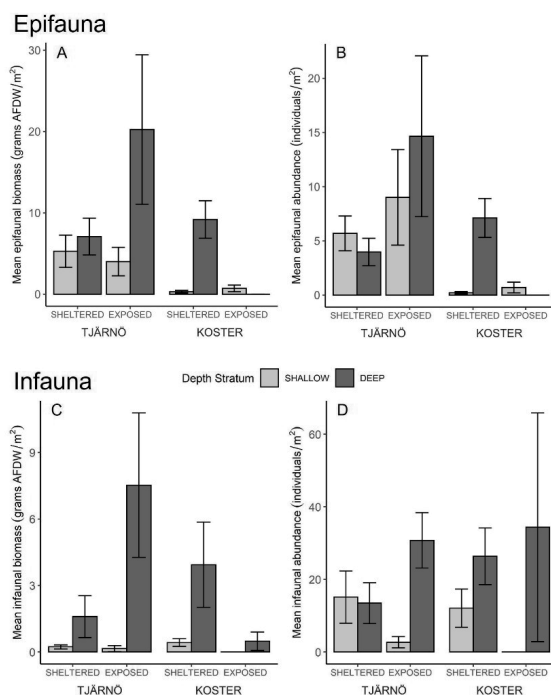 Epifauna
A
Mean epifaunal biomass (grams AFDW/m²)
30
20
10
0
SHELTERED EXPOSED SHELTERED EXPOSED
TJÄRNÖ KOSTER
B
Mean epifaunal abundance (individuals/m²)
20
15
10
5
0
SHELTERED EXPOSED SHELTERED EXPOSED
TJÄRNÖ KOSTER
Infauna
Depth Stratum SHALLOW DEEP
C
Mean infaunal biomass (grams AFDW/m²)
9
6
3
0
SHELTERED EXPOSED SHELTERED EXPOSED
TJÄRNÖ KOSTER
D
Mean infaunal abundance (individuals/m²)
60
40
20
0
SHELTERED EXPOSED SHELTERED EXPOSED
TJÄRNÖ KOSTER